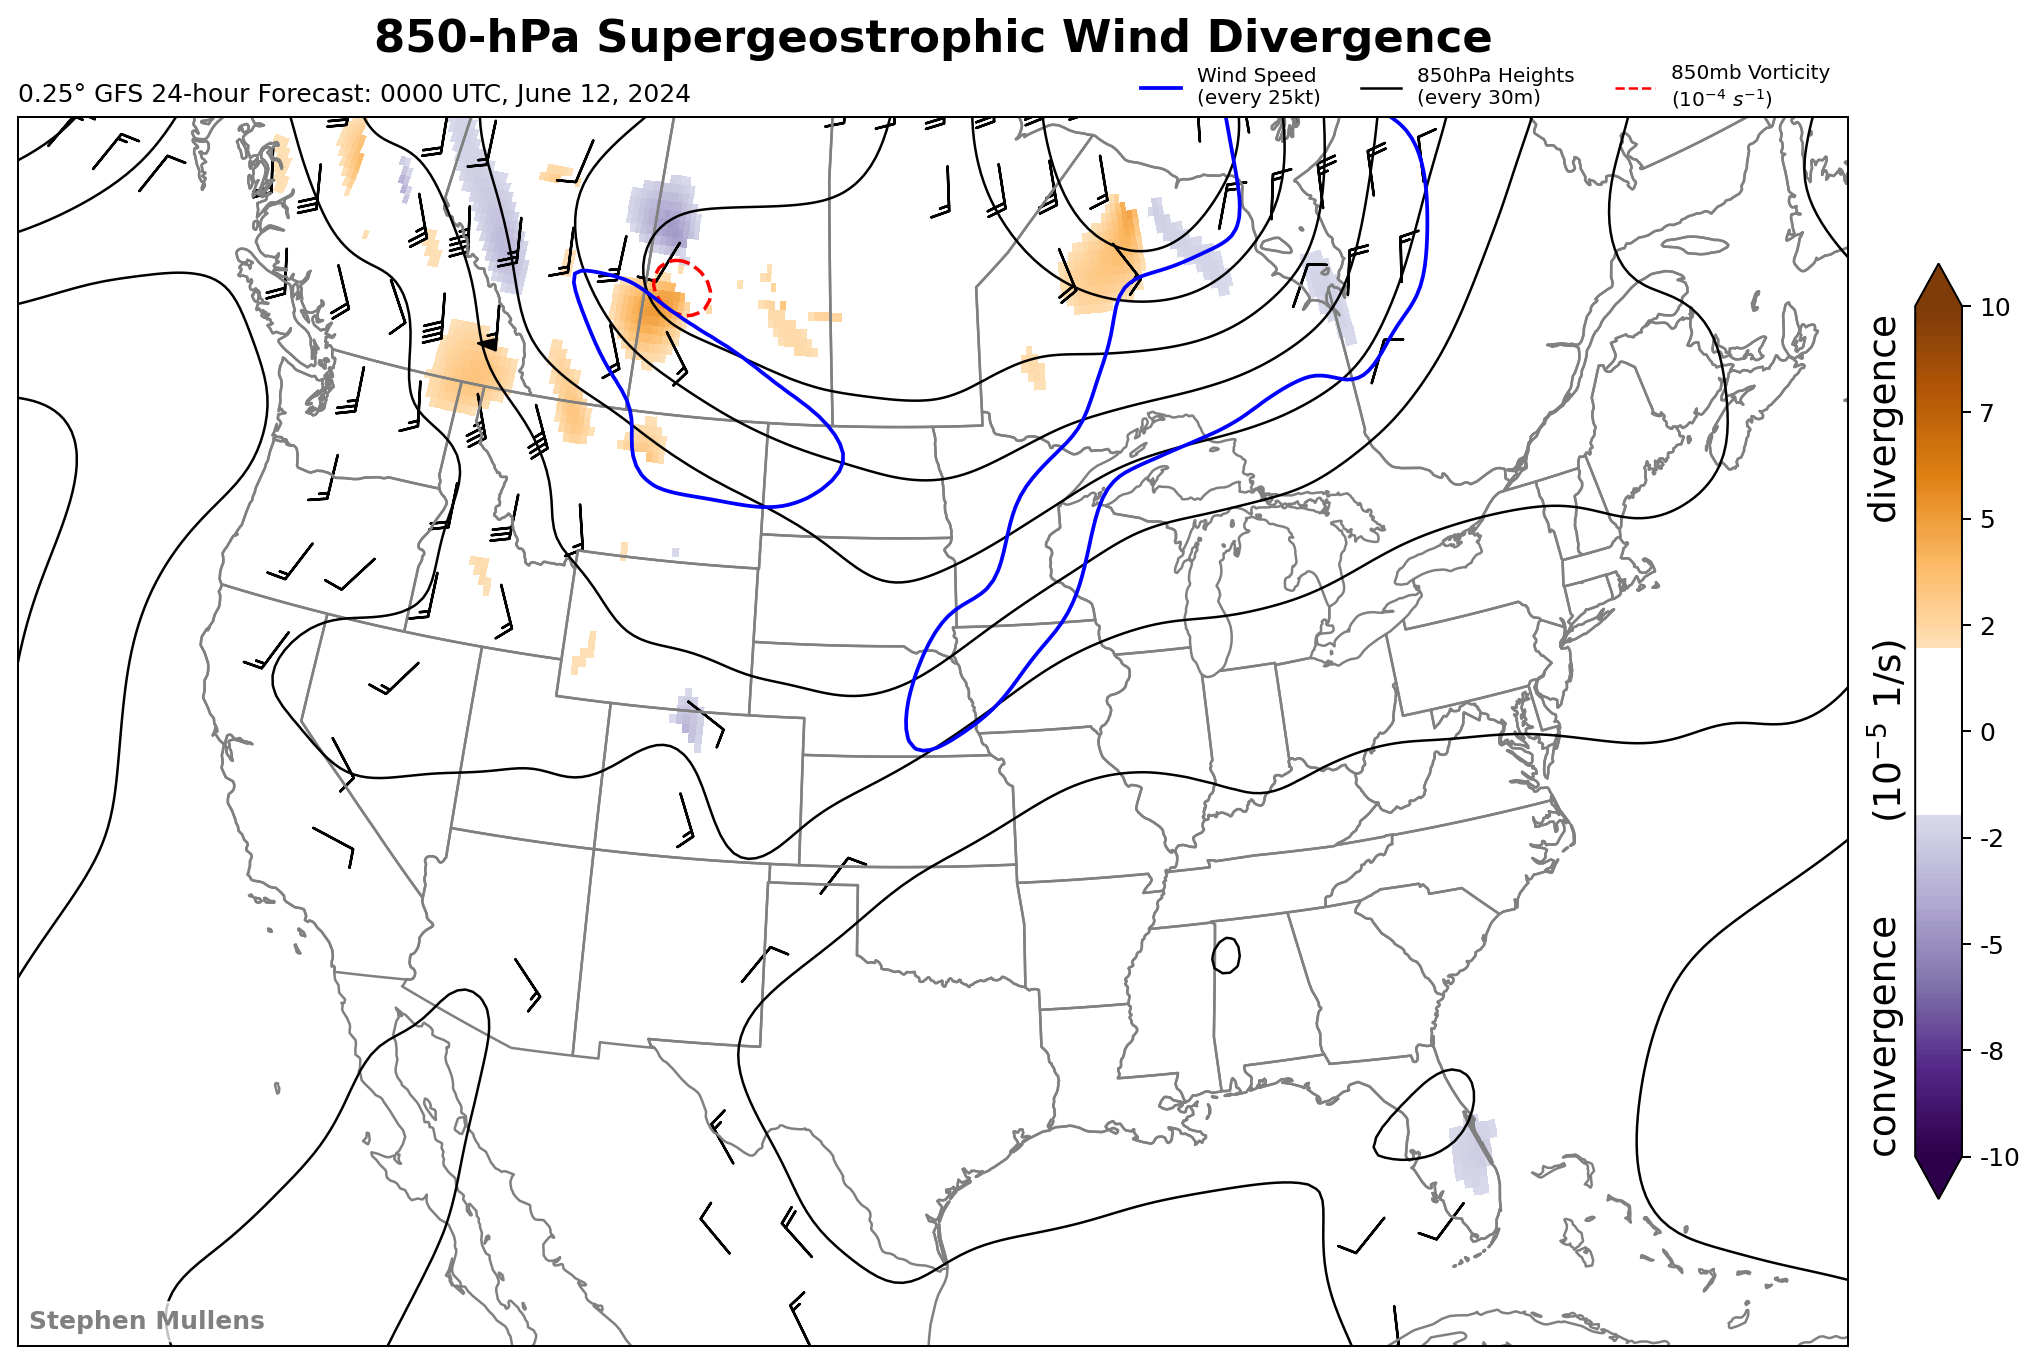 850-hPa Supergeostrophic Wind Divergence
0.25° GFS 24-hour Forecast: 0000 UTC, June 12, 2024
Wind Speed
(every 25kt)
850hPa Heights
(every 30m)
850mb Vorticity
(10⁻⁴ s⁻¹)
10
7
5
2
0
-2
-5
-8
-10
convergence (10⁻⁵ 1/s) divergence
Stephen Mullens